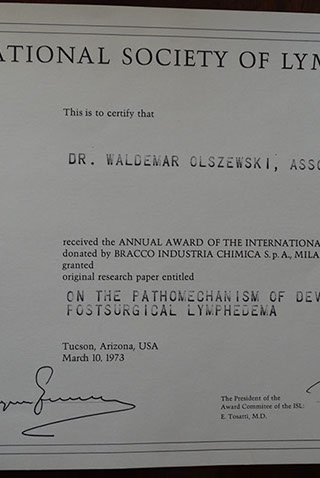 ATIONAL SOCIETY OF LYM
This is to certify that
DR. WALDEMAR OLSZEWSKI, ASSO
received the ANNUAL AWARD OF THE INTERNATIONA
donated by BRACCO INDUSTRIA CHIMICA S. p. A., MILA
granted
original research paper entitled
ON THE PATHOMECHANISM OF DEV
POSTSURGICAL LYMPHEDEMA
Tucson, Arizona, USA
March 10, 1973
The President of the
Award Committee of the ISL:
E. Tosatti, M.D.